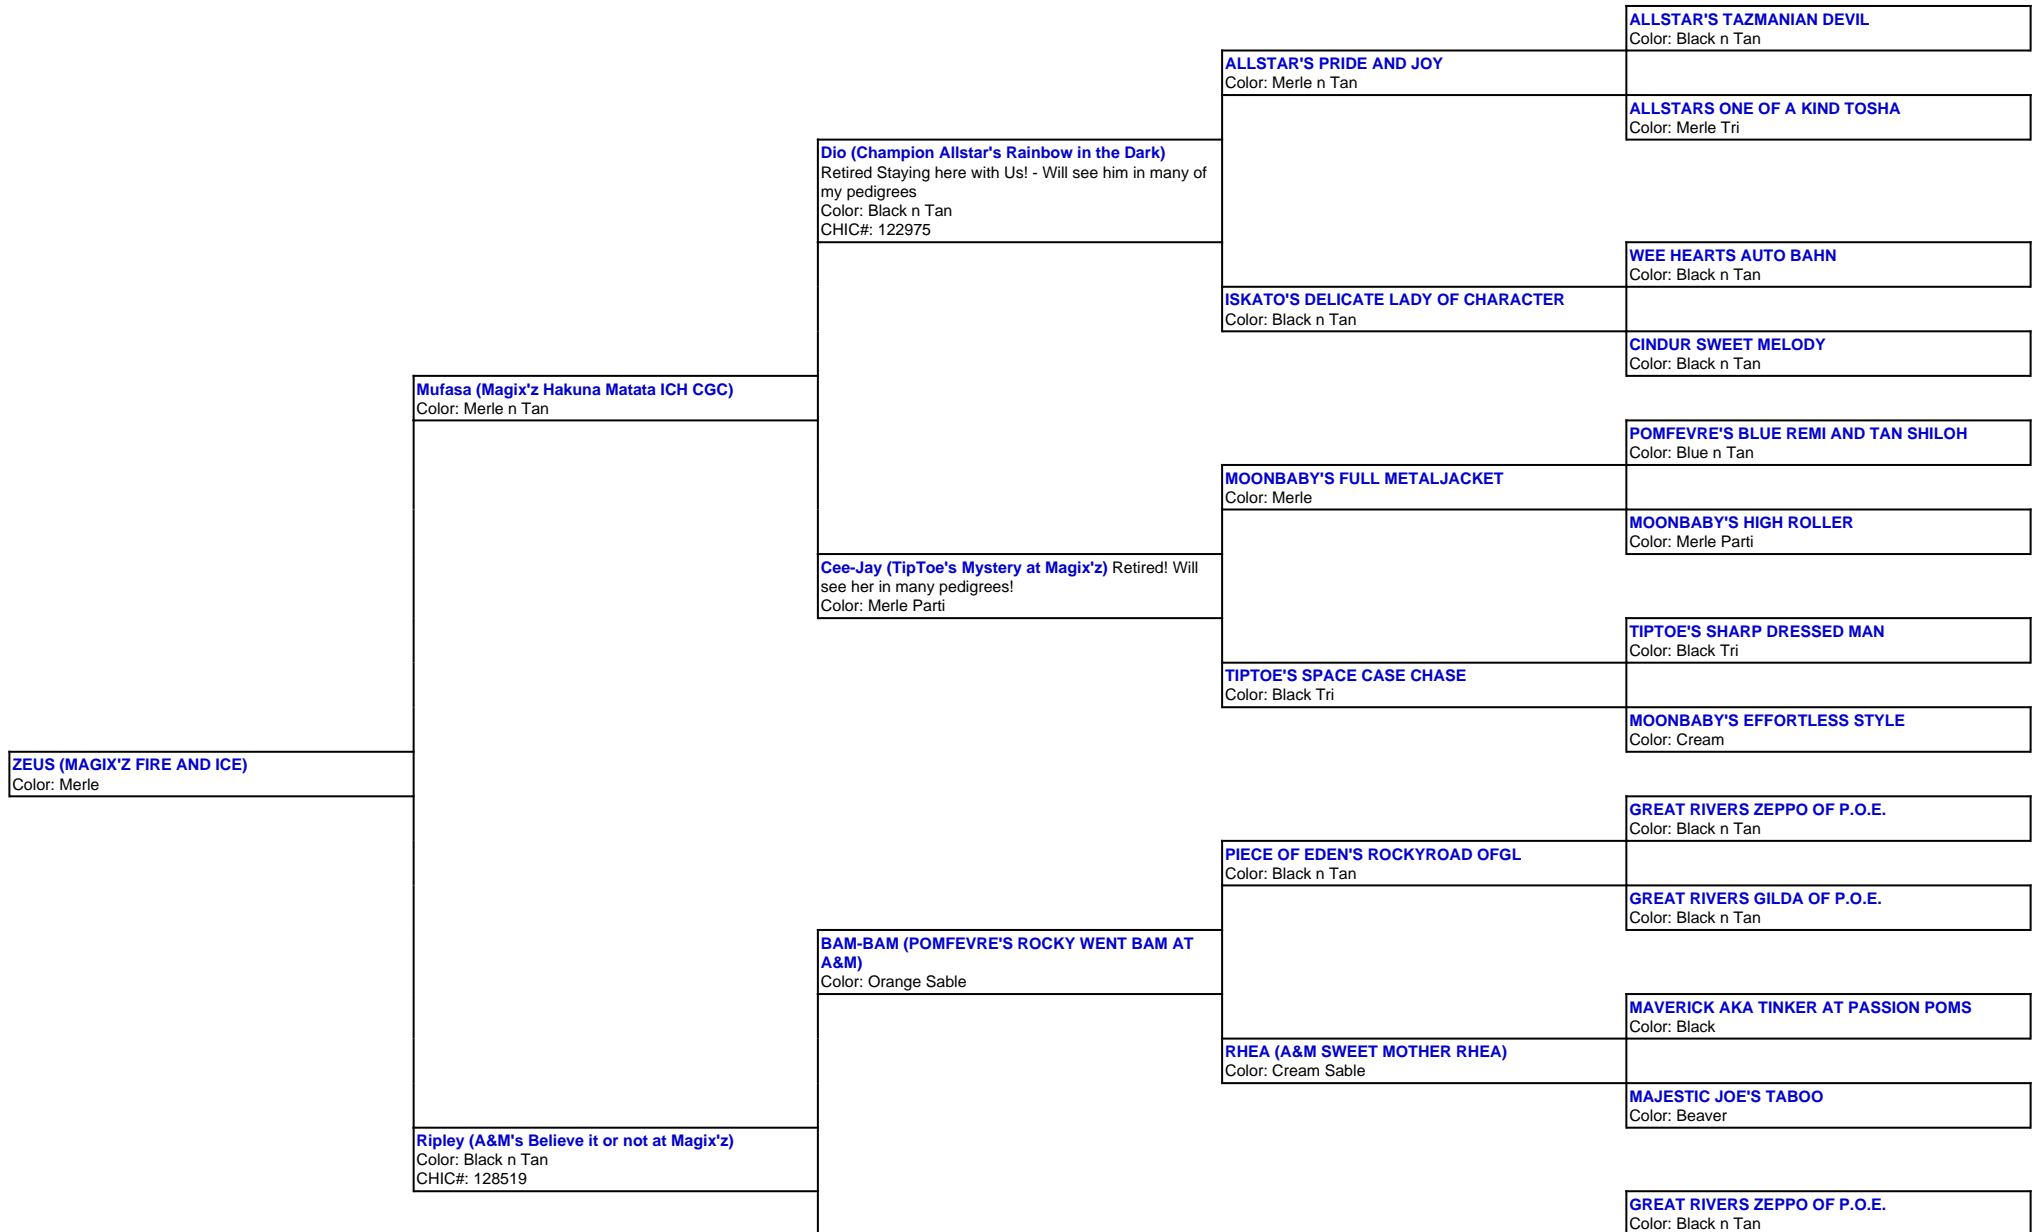 ALLSTAR'S TAZMANIAN DEVIL
Color: Black n Tan
ALLSTAR'S PRIDE AND JOY
Color: Merle n Tan
ALLSTARS ONE OF A KIND TOSHA
Color: Merle Tri
Dio (Champion Allstar's Rainbow in the Dark)
Retired Staying here with Us! - Will see him in many of
my pedigrees
Color: Black n Tan
CHIC#: 122975
WEE HEARTS AUTO BAHN
Color: Black n Tan
ISKATO'S DELICATE LADY OF CHARACTER
Color: Black n Tan
CINDUR SWEET MELODY
Color: Black n Tan
Mufasa (Magix'z Hakuna Matata ICH CGC)
Color: Merle n Tan
POMFEVRE'S BLUE REMI AND TAN SHILOH
Color: Blue n Tan
MOONBABY'S FULL METALJACKET
Color: Merle
MOONBABY'S HIGH ROLLER
Color: Merle Parti
Cee-Jay (TipToe's Mystery at Magix'z) Retired! Will
see her in many pedigrees!
Color: Merle Parti
TIPTOE'S SHARP DRESSED MAN
Color: Black Tri
TIPTOE'S SPACE CASE CHASE
Color: Black Tri
MOONBABY'S EFFORTLESS STYLE
Color: Cream
ZEUS (MAGIX'Z FIRE AND ICE)
Color: Merle
GREAT RIVERS ZEPPO OF P.O.E.
Color: Black n Tan
PIECE OF EDEN'S ROCKYROAD OFGL
Color: Black n Tan
GREAT RIVERS GILDA OF P.O.E.
Color: Black n Tan
BAM-BAM (POMFEVRE'S ROCKY WENT BAM AT
A&M)
Color: Orange Sable
MAVERICK AKA TINKER AT PASSION POMS
Color: Black
RHEA (A&M SWEET MOTHER RHEA)
Color: Cream Sable
MAJESTIC JOE'S TABOO
Color: Beaver
Ripley (A&M's Believe it or not at Magix'z)
Color: Black n Tan
CHIC#: 128519
GREAT RIVERS ZEPPO OF P.O.E.
Color: Black n Tan